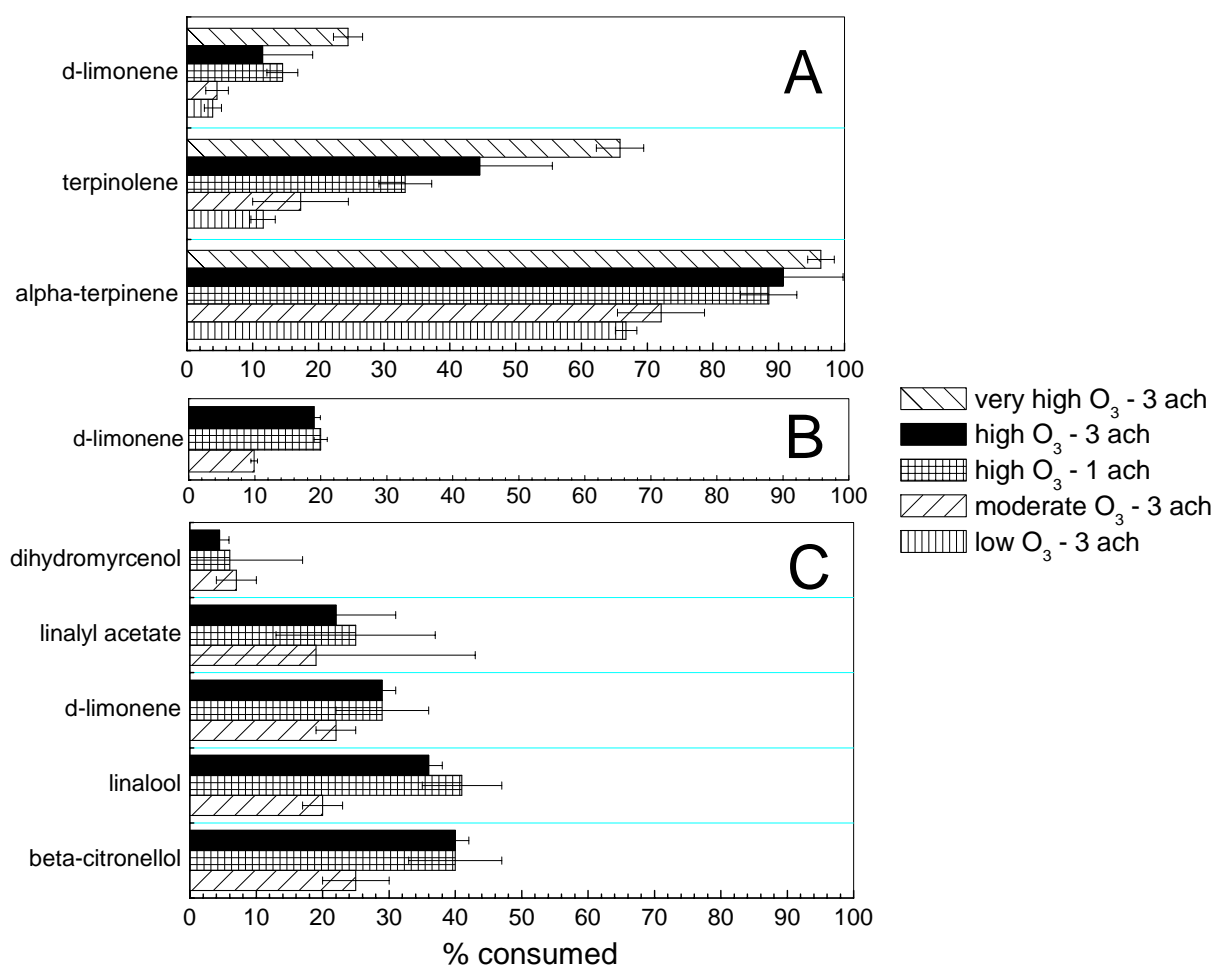 A
d-limonene
terpinolene
alpha-terpinene
0 10 20 30 40 50 60 70 80 90 100
B
d-limonene
0 10 20 30 40 50 60 70 80 90 100
very high O₃ - 3 ach
high O₃ - 3 ach
high O₃ - 1 ach
moderate O₃ - 3 ach
low O₃ - 3 ach
C
dihydromyrcenol
linalyl acetate
d-limonene
linalool
beta-citronellol
0 10 20 30 40 50 60 70 80 90 100
% consumed